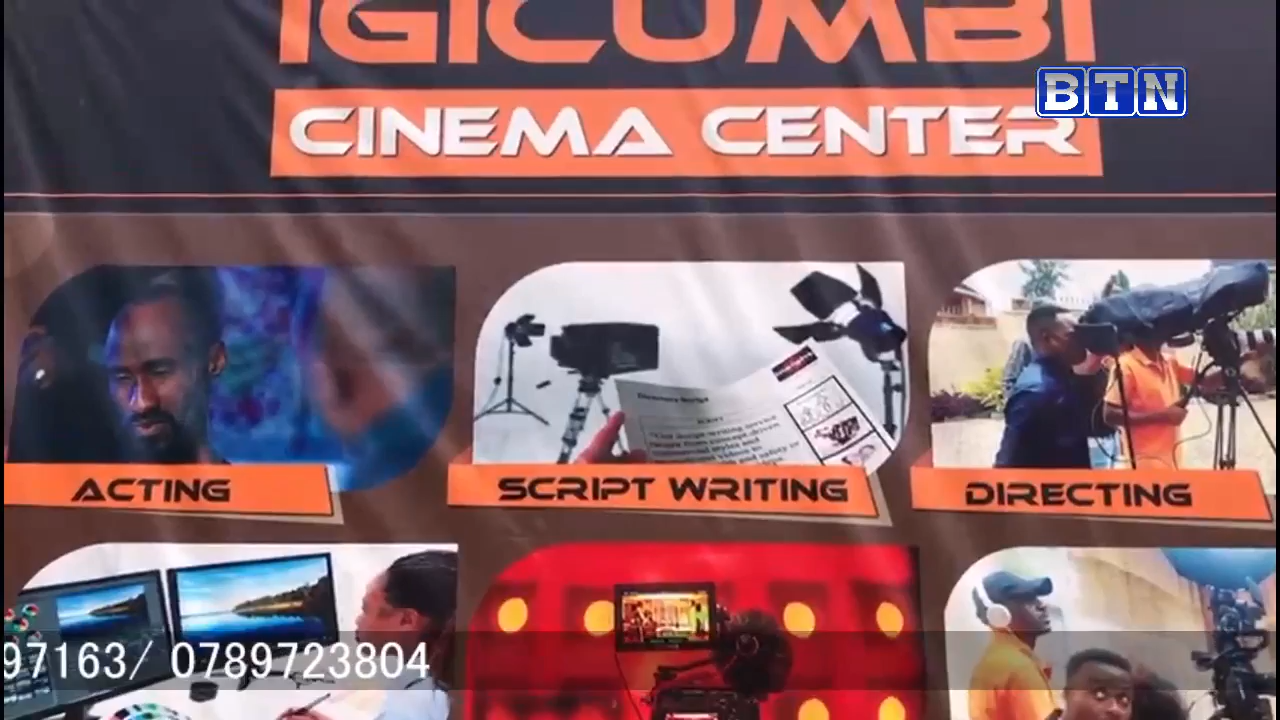 IGICUMBI
BTN
CINEMA CENTER
ACTING
SCRIPT WRITING
DIRECTING
97163/ 0789723804